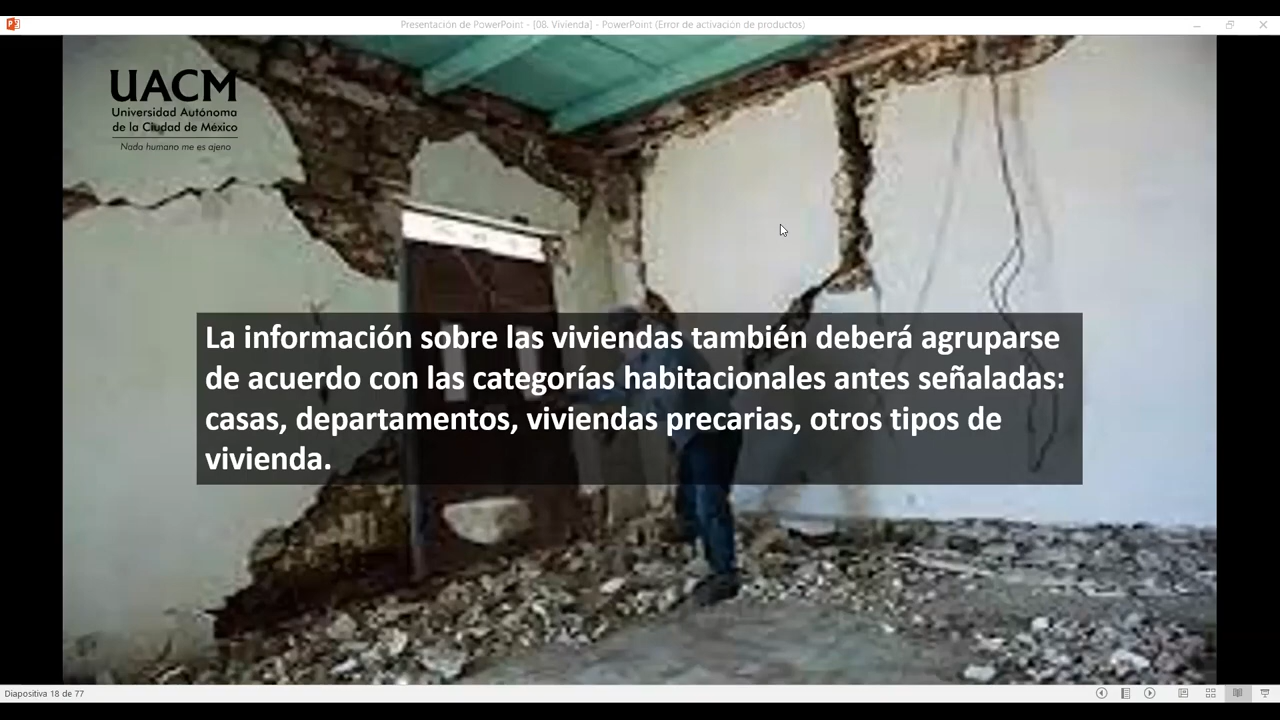 Presentación de PowerPoint - [08. Vivienda] - PowerPoint (Error de activación de productos)
UACM
Universidad Autónoma
de la Ciudad de México
Nada humano me es ajeno
La información sobre las viviendas también deberá agruparse
de acuerdo con las categorías habitacionales antes señaladas:
casas, departamentos, viviendas precarias, otros tipos de
vivienda.
Diapositiva 18 de 77